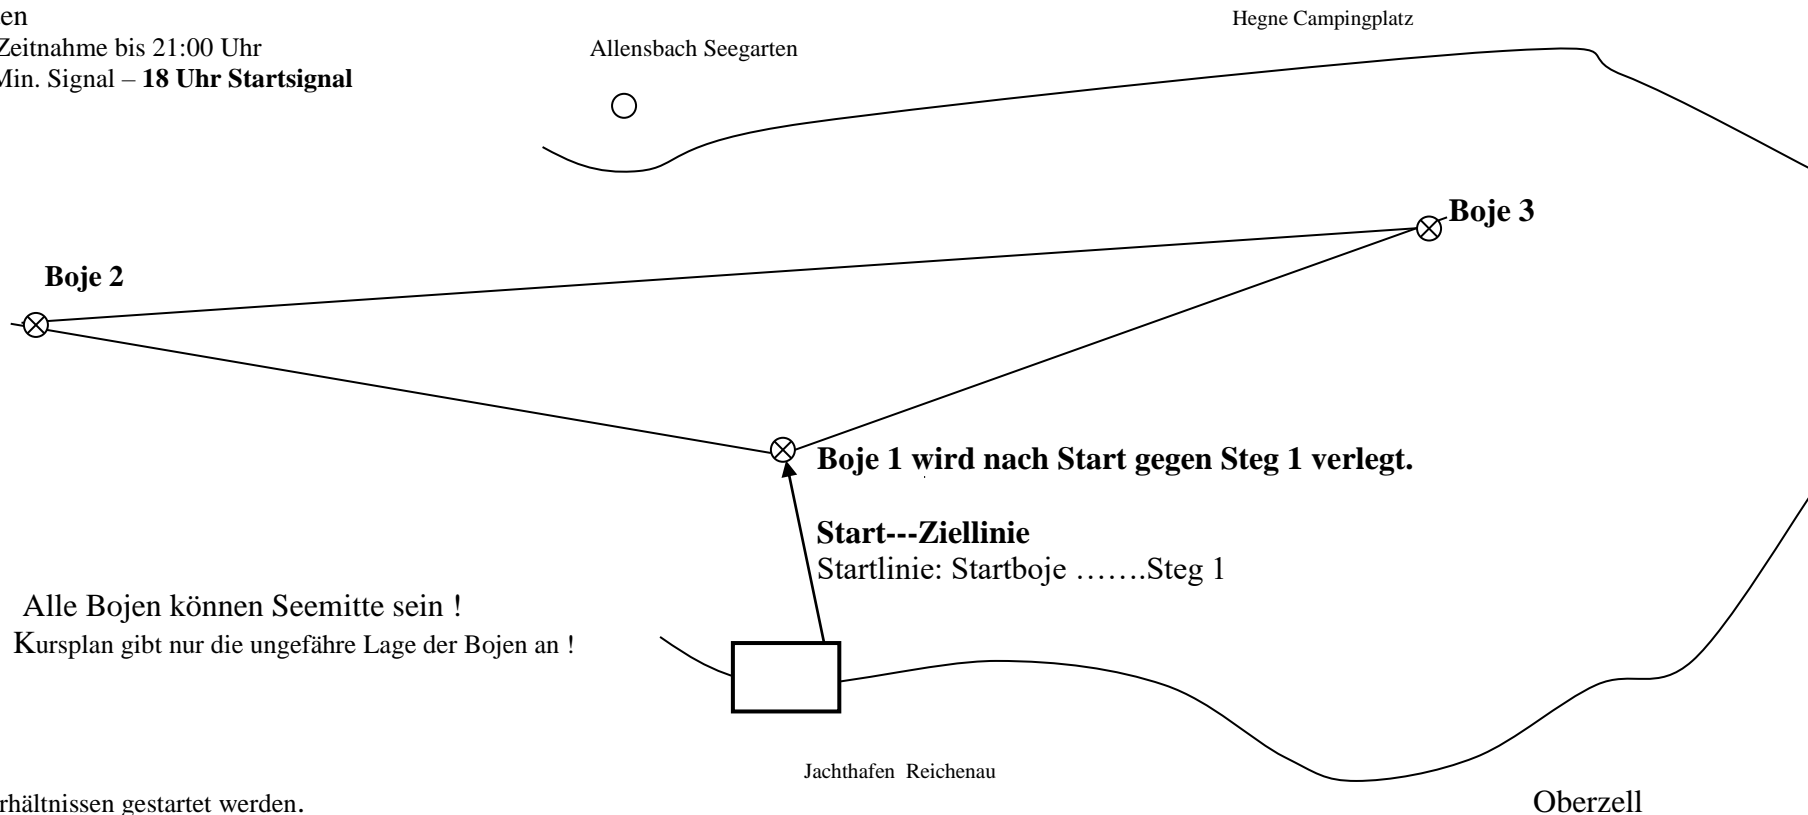 en
Zeitnahme bis 21:00 Uhr
Min. Signal – 18 Uhr Startsignal
Allensbach Seegarten
Hegne Campingplatz
Boje 3
Boje 2
Boje 1 wird nach Start gegen Steg 1 verlegt.
Start---Ziellinie
Startlinie: Startboje …….Steg 1
Alle Bojen können Seemitte sein !
Kursplan gibt nur die ungefähre Lage der Bojen an !
Jachthafen Reichenau
rhältnissen gestartet werden.
Oberzell